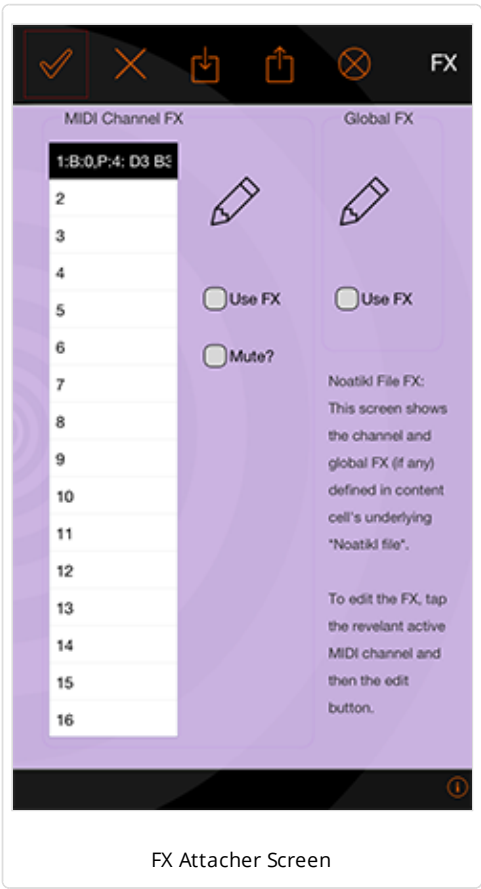 FX
MIDI Channel FX
Global FX
1:B:0,P:4: D3 B3
2
3
4
5
6
7
8
9
10
11
12
13
14
15
16
Use FX
Mute?
Use FX
Noatikl File FX:
This screen shows
the channel and
global FX (if any)
defined in content
cell's underlying
"Noatikl file".
To edit the FX, tap
the revelant active
MIDI channel and
then the edit
button.
FX Attacher Screen